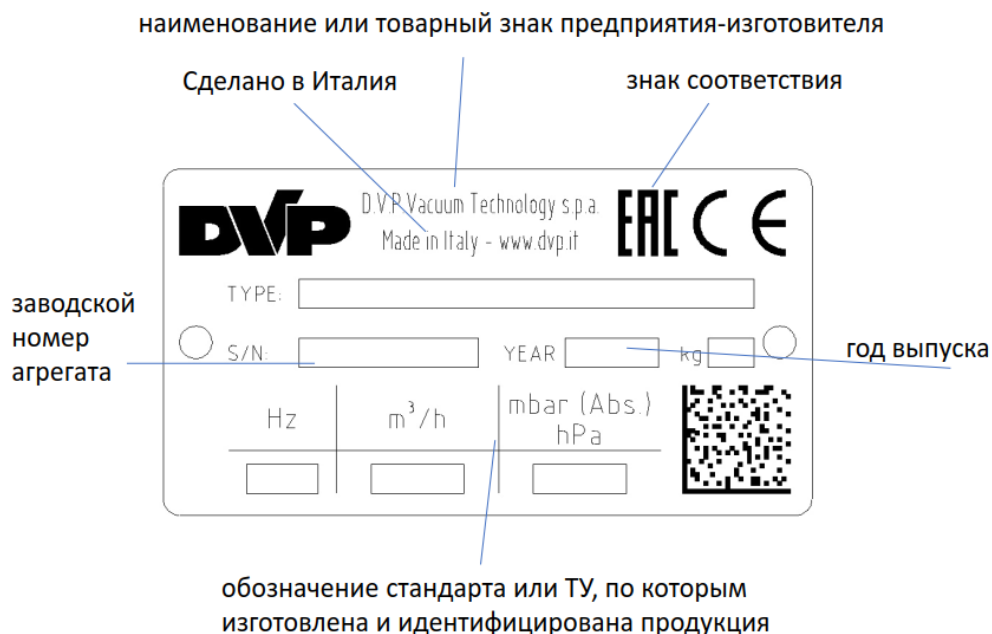 наименование или товарный знак предприятия-изготовителя
Сделано в Италия
знак соответствия
DVP
D.V.P. Vacuum Technology s.p.a.
Made in Italy - www.dvp.it
EAC CE
TYPE:
заводской
номер
агрегата
S/N:
YEAR
kg
год выпуска
Hz
m³/h
mbar (Abs.)
hPa
обозначение стандарта или ТУ, по которым
изготовлена и идентифицирована продукция